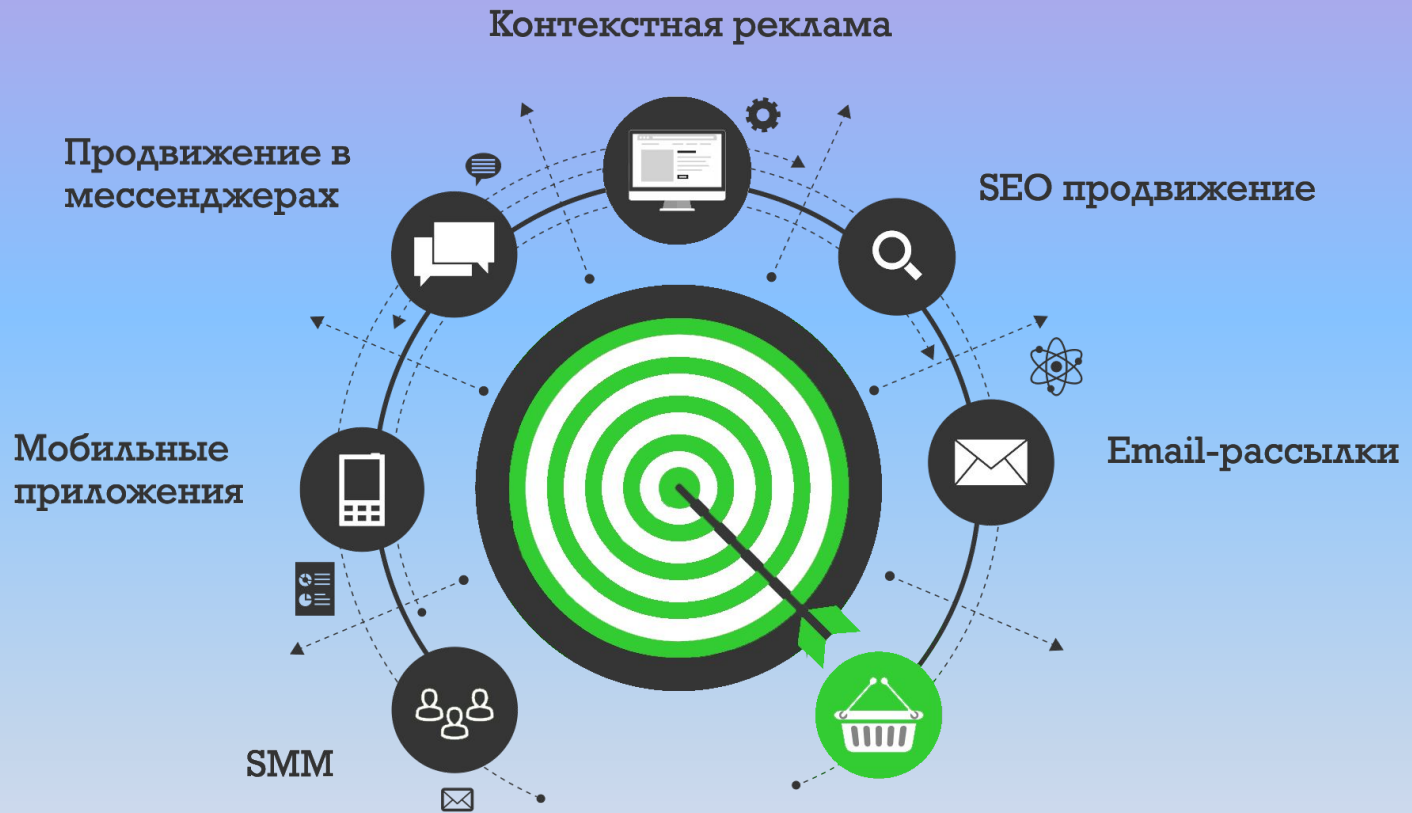 Контекстная реклама
Продвижение в
мессенджерах
SEO продвижение
Мобильные
приложения
Email-рассылки
SMM